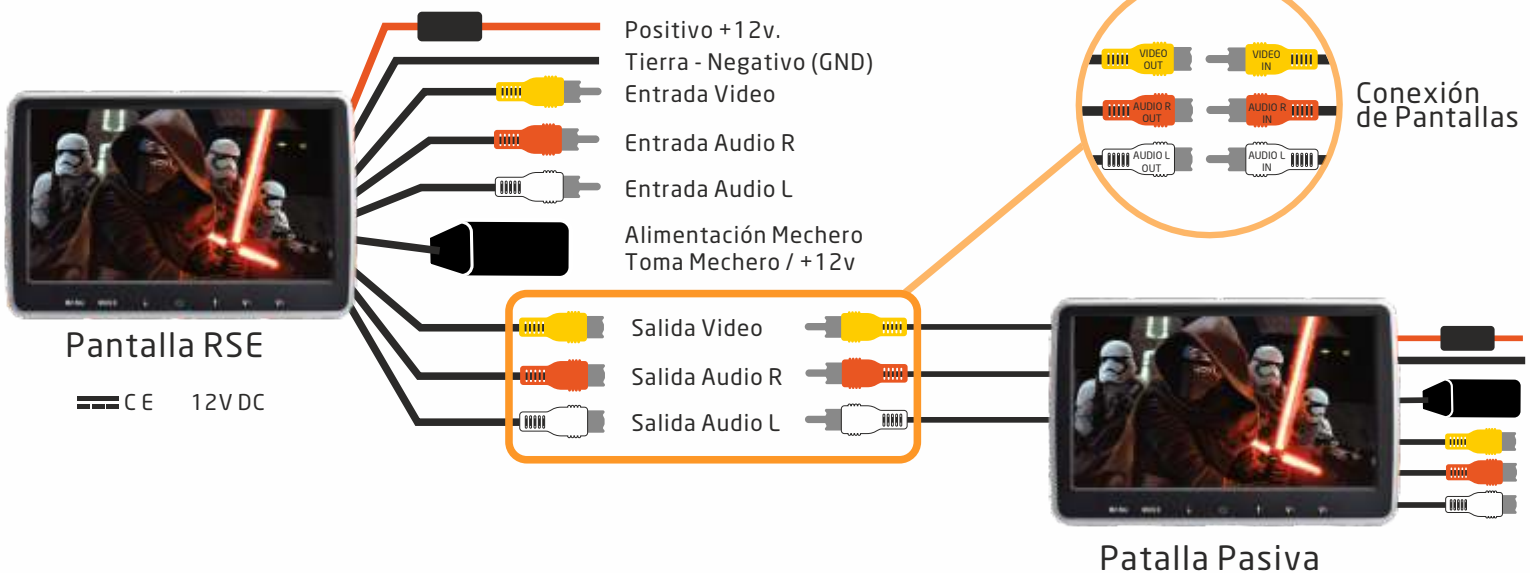 Positivo +12v.
Tierra - Negativo (GND)
Entrada Video
Entrada Audio R
Entrada Audio L
Alimentación Mechero
Toma Mechero / +12v
Pantalla RSE
C E 12V DC
Salida Video
Salida Audio R
Salida Audio L
VIDEO
OUT
VIDEO
IN
AUDIO R
OUT
AUDIO R
IN
AUDIO L
OUT
AUDIO L
IN
Conexión
de Pantallas
Patalla Pasiva